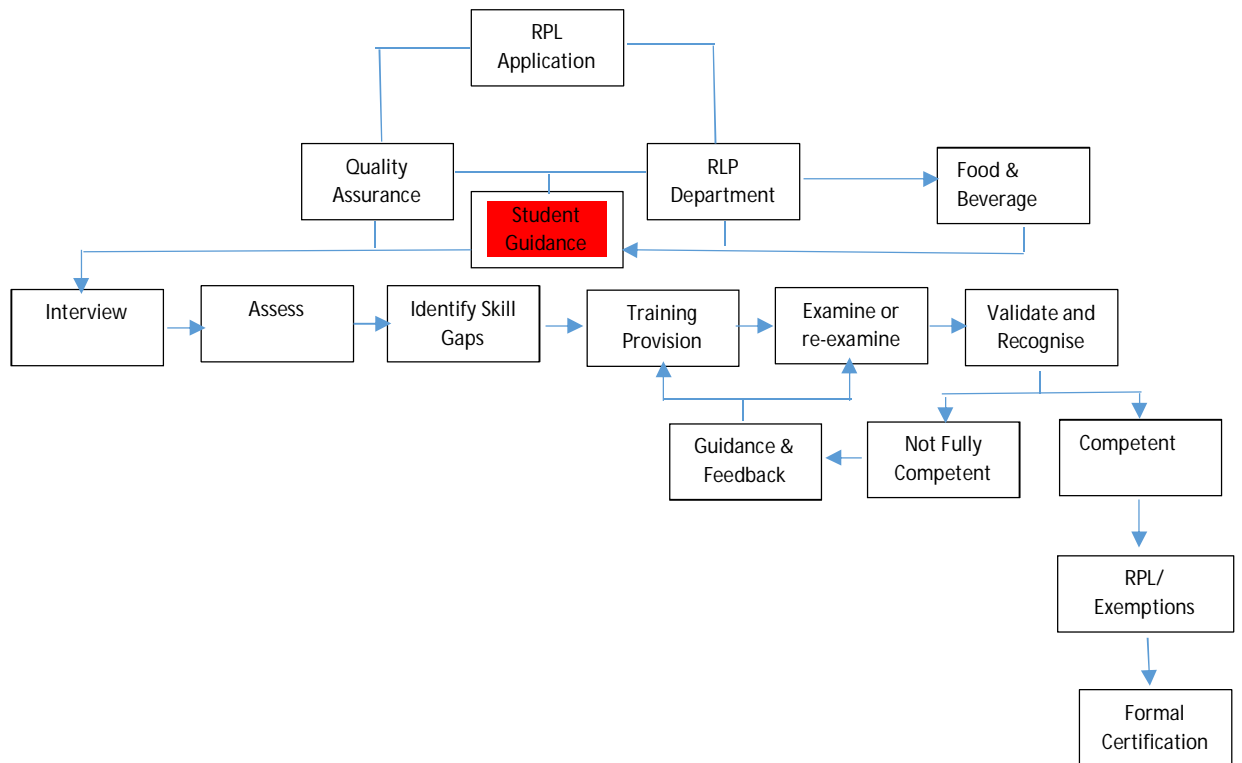 RPL
Application
Quality
Assurance
RLP
Department
Food &
Beverage
Student
Guidance
Interview
Assess
Identify Skill
Gaps
Training
Provision
Examine or
re-examine
Validate and
Recognise
Guidance &
Feedback
Not Fully
Competent
Competent
RPL/
Exemptions
Formal
Certification